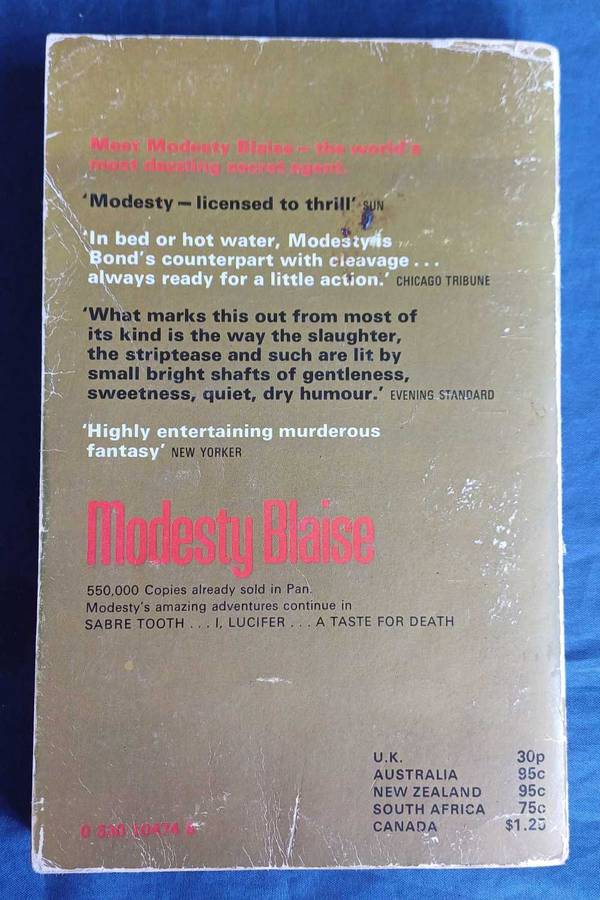 Meet Modesty Blaise – the world's
most dazzling secret agent.
'Modesty – licensed to thrill' SUN
'In bed or hot water, Modesty is
Bond's counterpart with cleavage ...
always ready for a little action.' CHICAGO TRIBUNE
'What marks this out from most of
its kind is the way the slaughter,
the striptease and such are lit by
small bright shafts of gentleness,
sweetness, quiet, dry humour.' EVENING STANDARD
'Highly entertaining murderous
fantasy' NEW YORKER
Modesty Blaise
550,000 Copies already sold in Pan.
Modesty's amazing adventures continue in
SABRE TOOTH . . . I, LUCIFER . . . A TASTE FOR DEATH
U.K. 30p
AUSTRALIA 95c
NEW ZEALAND 95c
SOUTH AFRICA 75c
CANADA $1.25
0 330 10474